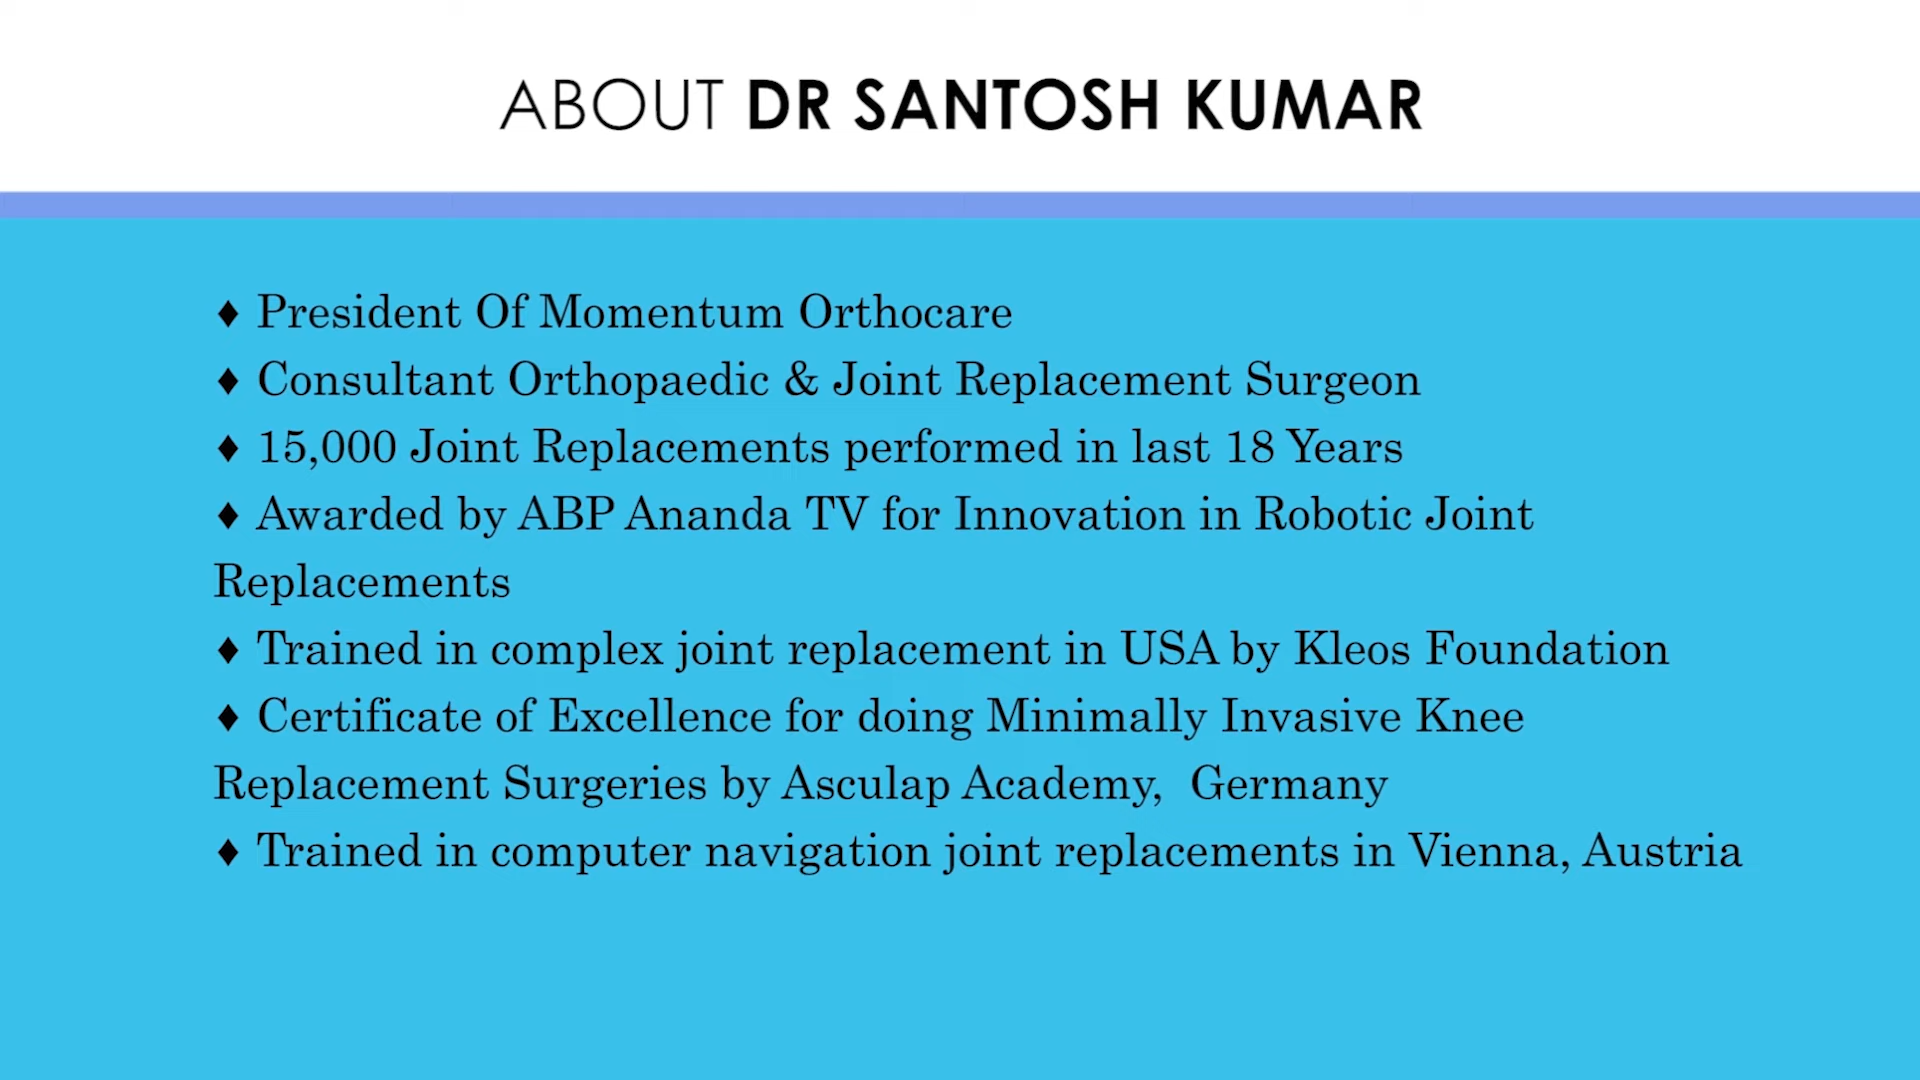 ABOUT DR SANTOSH KUMAR
♦ President Of Momentum Orthocare
♦ Consultant Orthopaedic & Joint Replacement Surgeon
♦ 15,000 Joint Replacements performed in last 18 Years
♦ Awarded by ABP Ananda TV for Innovation in Robotic Joint
Replacements
♦ Trained in complex joint replacement in USA by Kleos Foundation
♦ Certificate of Excellence for doing Minimally Invasive Knee
Replacement Surgeries by Asculap Academy,  Germany
♦ Trained in computer navigation joint replacements in Vienna, Austria